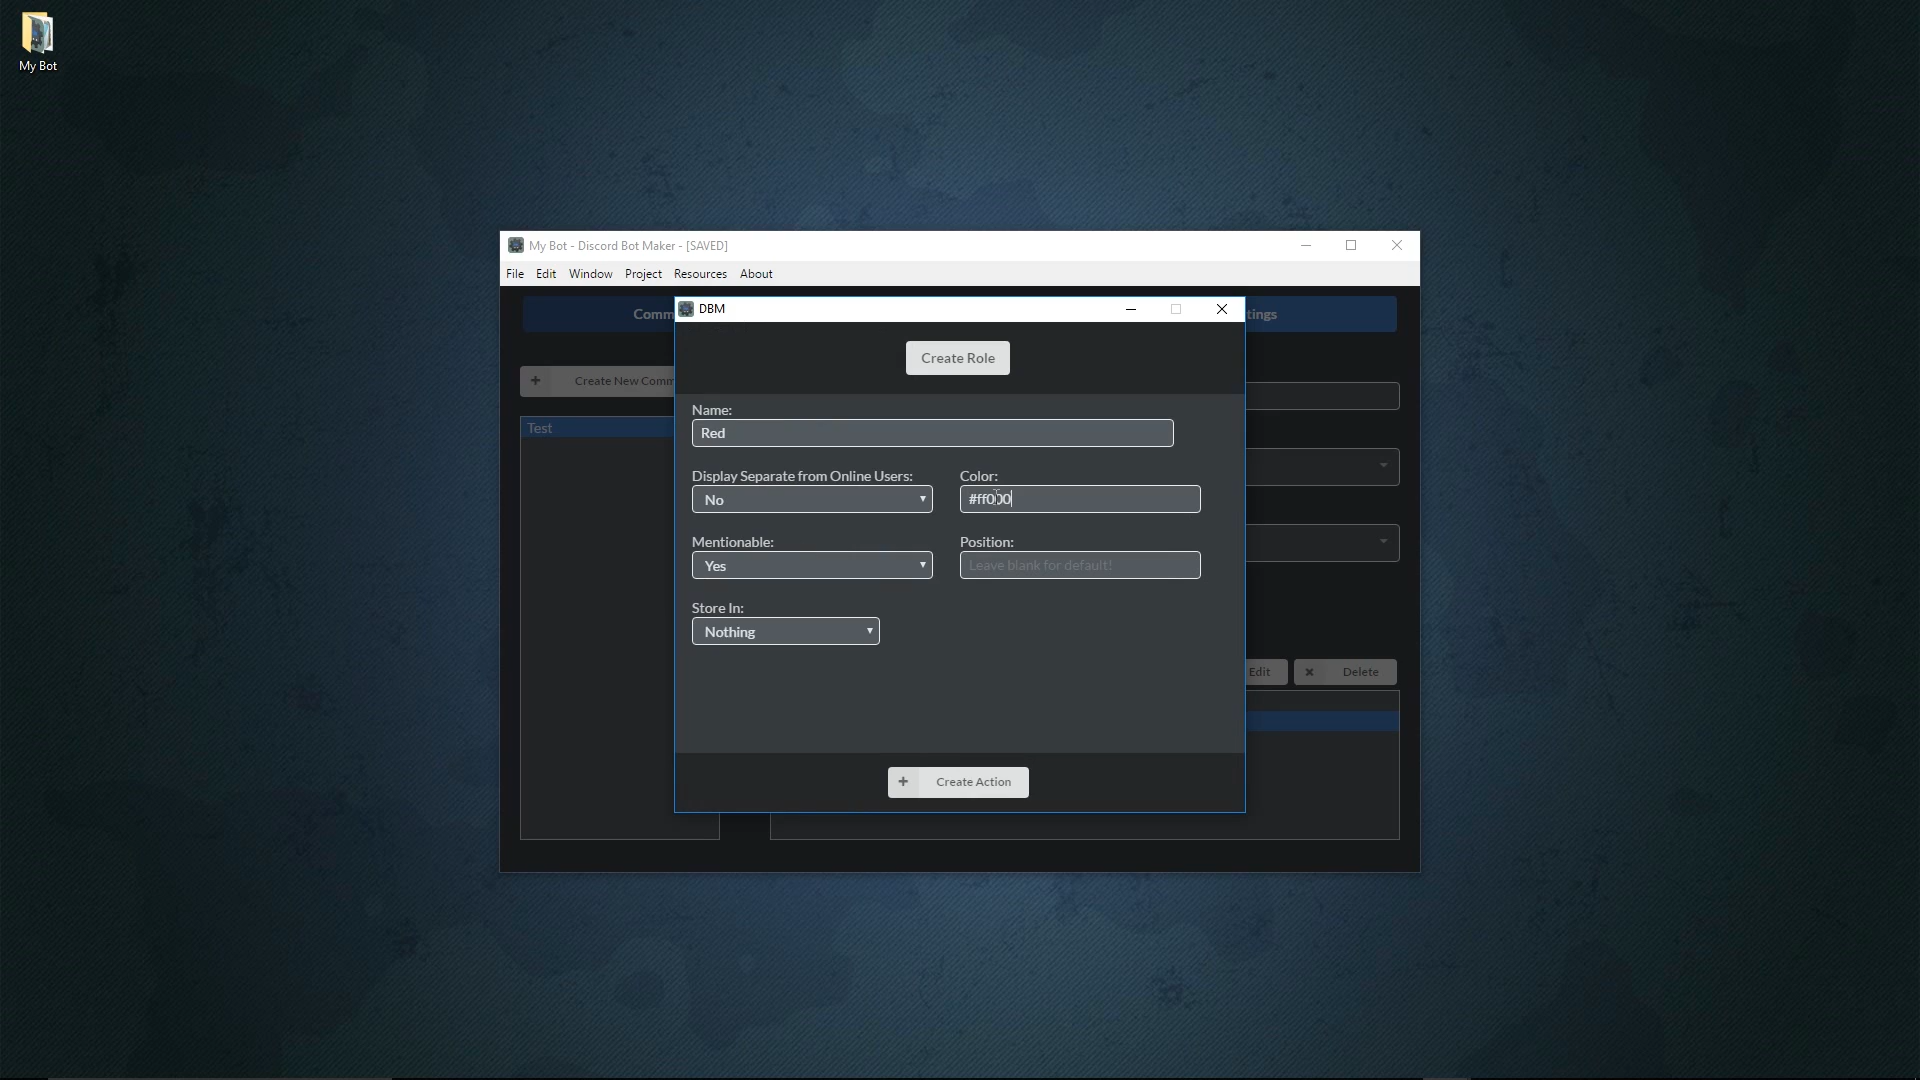 My Bot
My Bot - Discord Bot Maker - [SAVED]
File Edit Window Project Resources About
Comm
tings
DBM
Create Role
Create New Comm
Name:
Red
Test
Display Separate from Online Users:
Color:
No
#ff000
Mentionable:
Position:
Yes
Leave blank for default!
Store In:
Nothing
Edit
Delete
Create Action